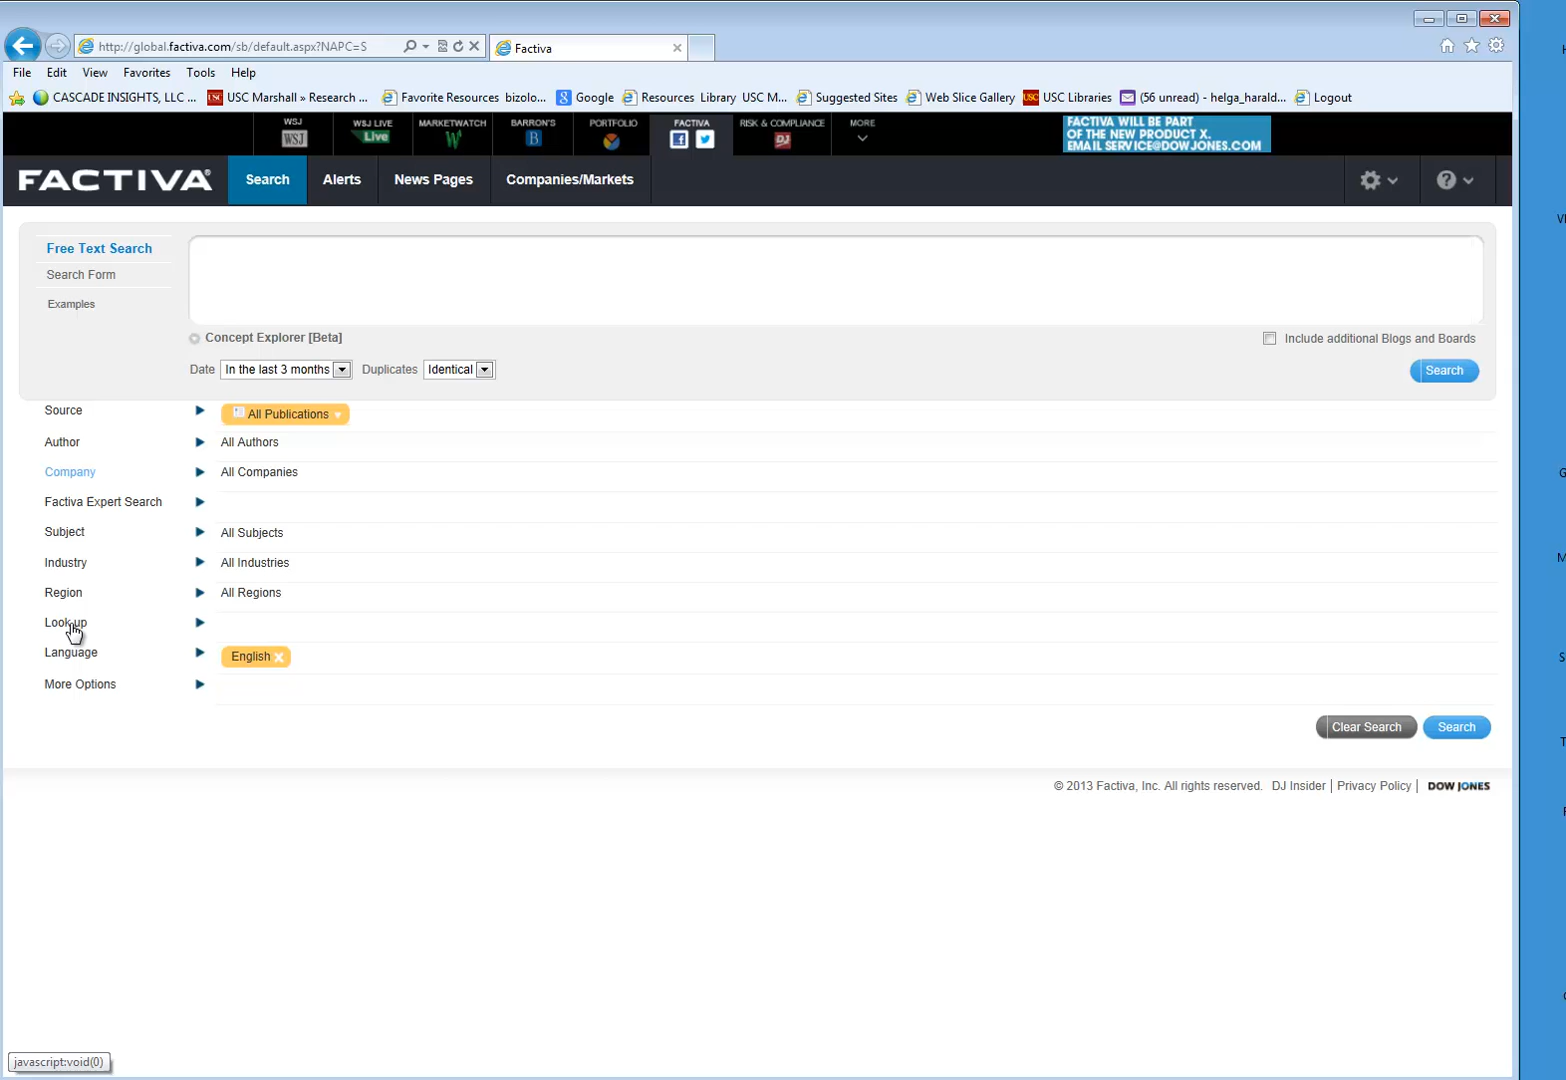 http://global.factiva.com/sb/default.aspx?NAPC=S
Factiva
File Edit View Favorites Tools Help
CASCADE INSIGHTS, LLC ... USC Marshall » Research ... Favorite Resources bizolo... Google Resources Library USC M... Suggested Sites Web Slice Gallery USC Libraries (56 unread) - helga_harald... Logout
WSJ WSJ LIVE MARKETWATCH BARRON'S PORTFOLIO FACTIVA RISK & COMPLIANCE MORE
WSJ Live W B DJ
FACTIVA WILL BE PART
OF THE NEW PRODUCT X.
EMAIL SERVICE@DOWJONES.COM
FACTIVA Search Alerts News Pages Companies/Markets
Free Text Search
Search Form
Examples
Concept Explorer [Beta] Include additional Blogs and Boards
Date In the last 3 months Duplicates Identical Search
Source All Publications
Author All Authors
Company All Companies
Factiva Expert Search
Subject All Subjects
Industry All Industries
Region All Regions
Look up
Language English
More Options
Clear Search Search
© 2013 Factiva, Inc. All rights reserved. DJ Insider | Privacy Policy | DOW JONES
javascript:void(0)